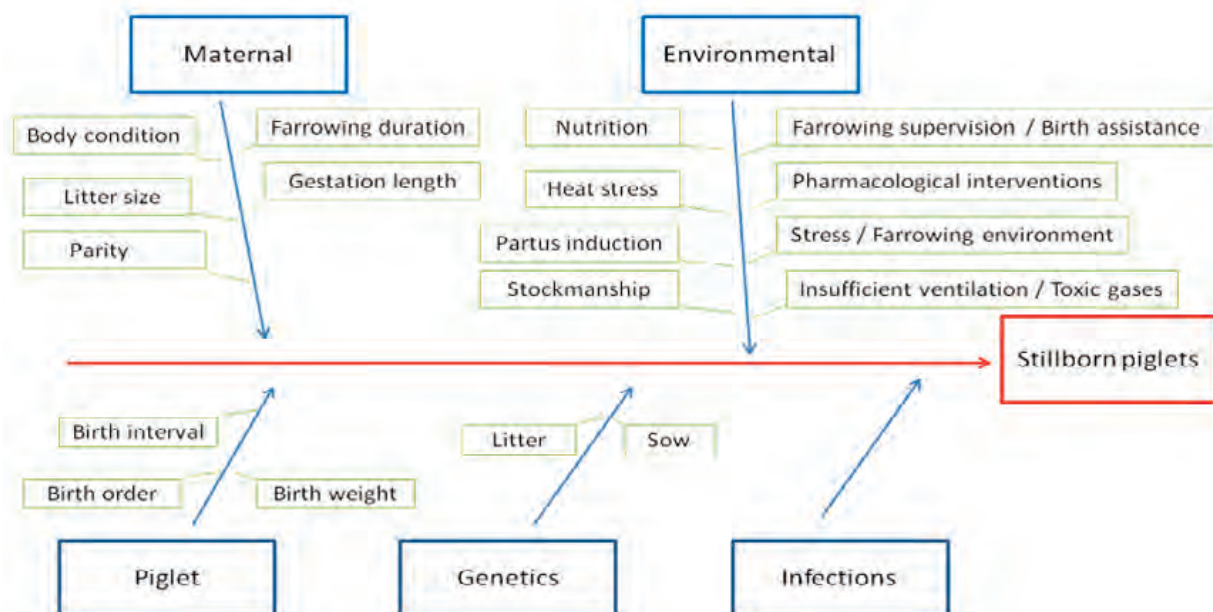 Maternal
Environmental
Body condition
Farrowing duration
Litter size
Gestation length
Parity
Nutrition
Farrowing supervision / Birth assistance
Heat stress
Pharmacological interventions
Partus induction
Stress / Farrowing environment
Stockmanship
Insufficient ventilation / Toxic gases
Stillborn piglets
Birth interval
Birth order
Birth weight
Litter
Sow
Piglet
Genetics
Infections